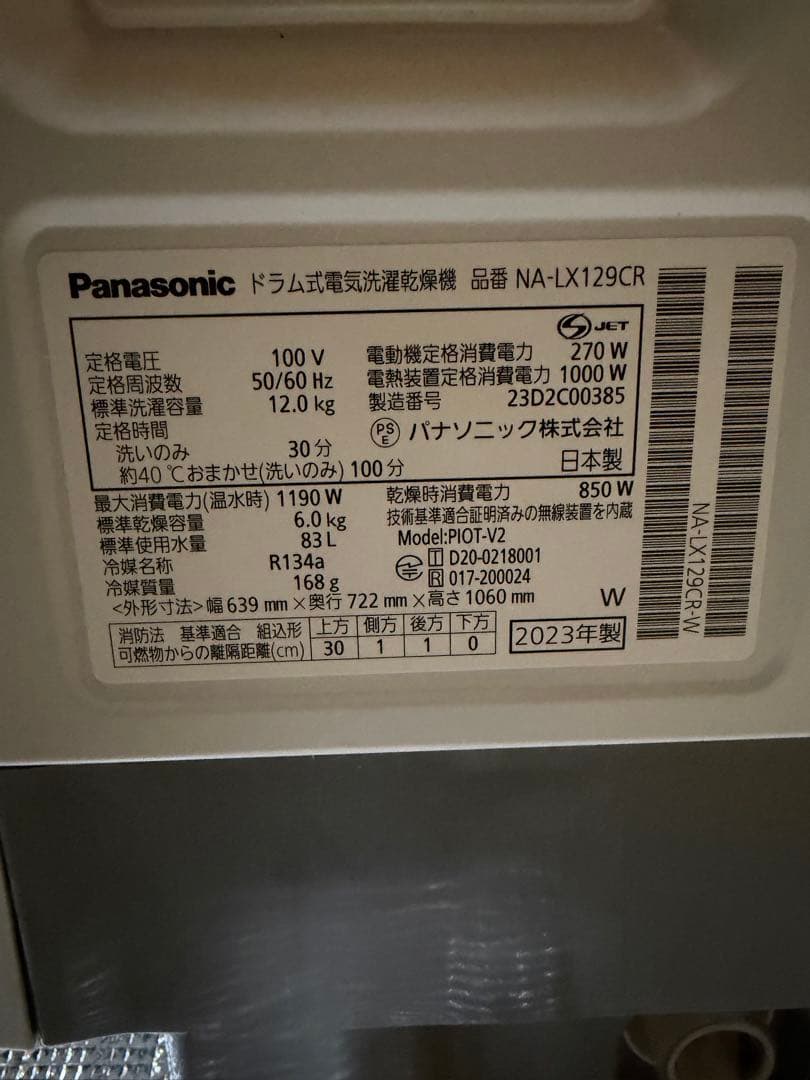 Panasonic ドラム式電気洗濯乾燥機 品番 NA-LX129CR
JET
定格電圧 100 V 電動機定格消費電力 270 W
定格周波数 50/60 Hz 電熱装置定格消費電力 1000 W
標準洗濯容量 12.0 kg 製造番号 23D2C00385
定格時間
PSE パナソニック株式会社
洗いのみ 30分
約40℃おまかせ(洗いのみ) 100分 日本製
最大消費電力(温水時) 1190 W 乾燥時消費電力 850 W
標準乾燥容量 6.0 kg 技術基準適合証明済みの無線装置を内蔵
標準使用水量 83 L Model:PIOT-V2
冷媒名称 R134a T D20-0218001
冷媒質量 168 g R 017-200024
<外形寸法>幅 639 mm×奥行 722 mm×高さ 1060 mm W
消防法 基準適合 組込形 上方 側方 後方 下方
可燃物からの離隔距離(cm) 30 1 1 0
2023年製
NA-LX129CR-W